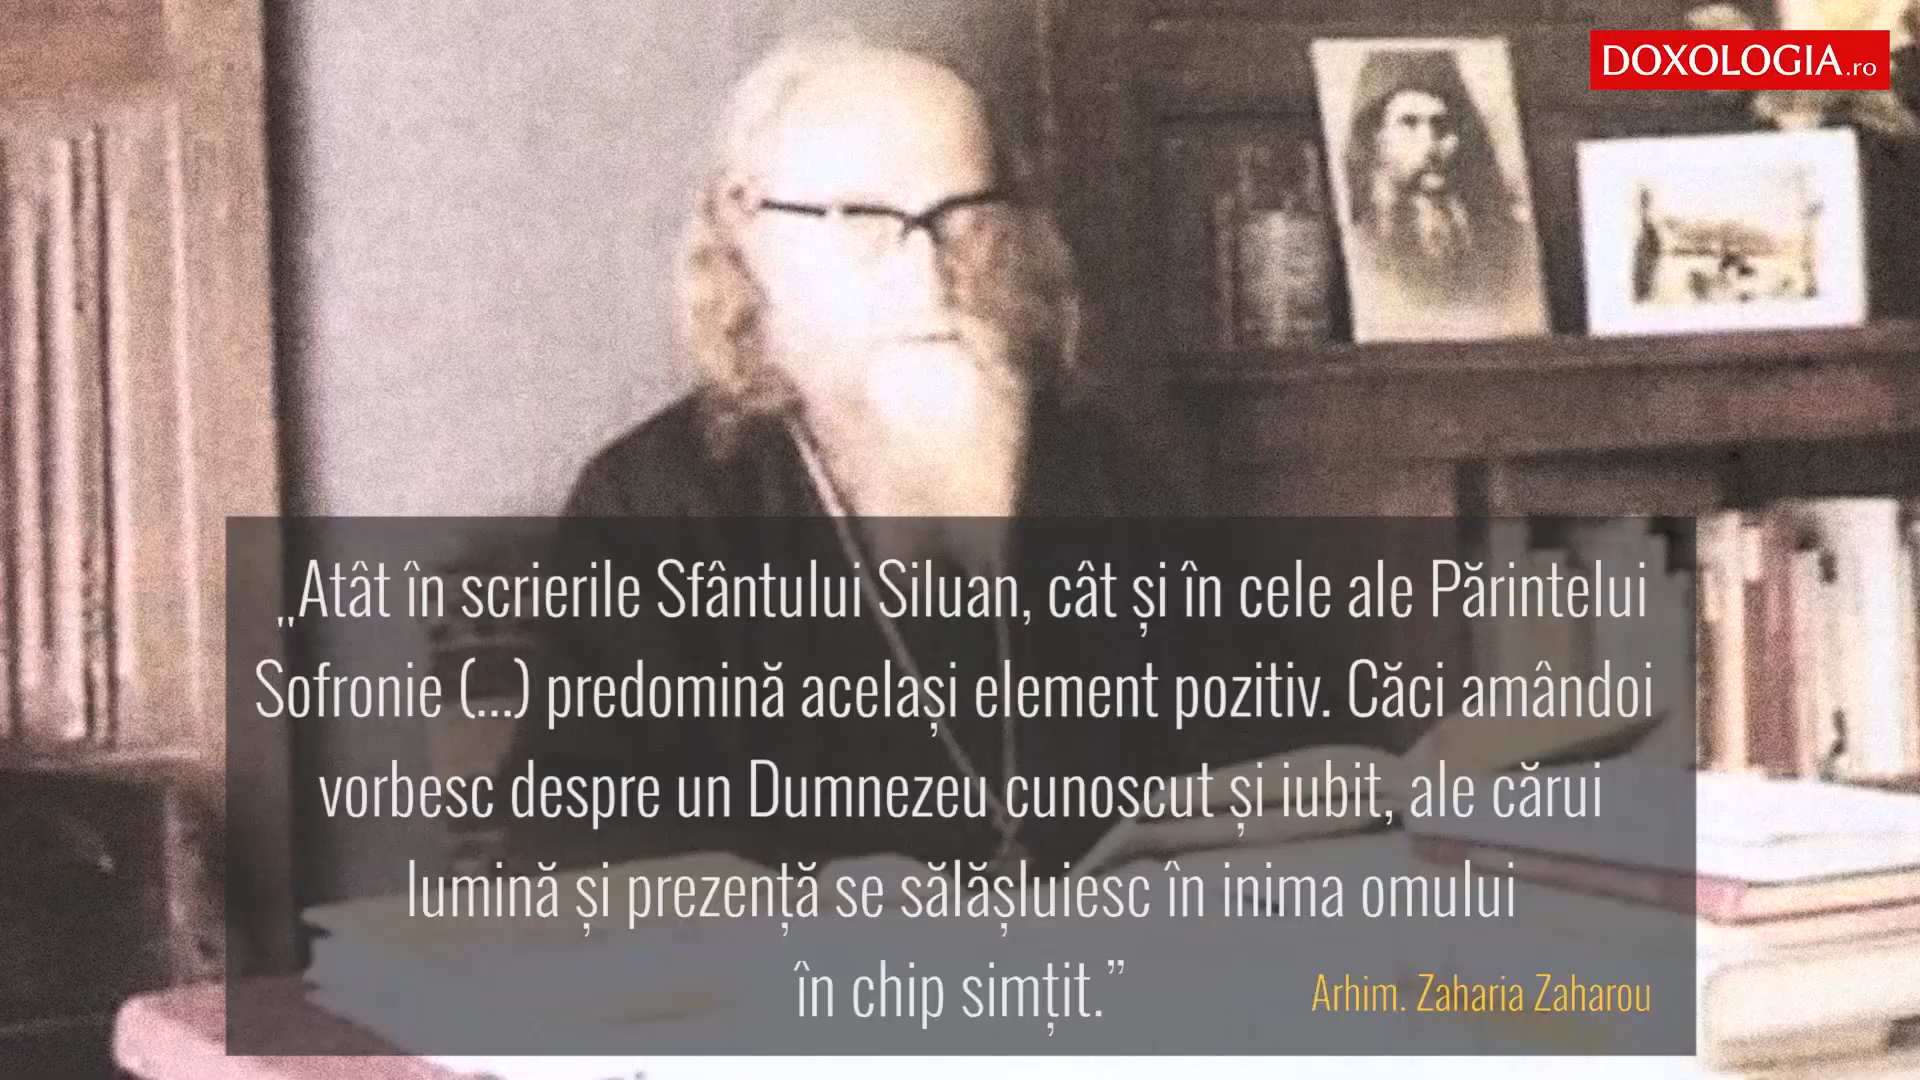 DOXOLOGIA.ro
„Atât în scrierile Sfântului Siluan, cât și în cele ale Părintelui
Sofronie (...) predomină același element pozitiv. Căci amândoi
vorbesc despre un Dumnezeu cunoscut și iubit, ale cărui
lumină și prezență se sălășluiesc în inima omului
în chip simțit.”
Arhim. Zaharia Zaharou